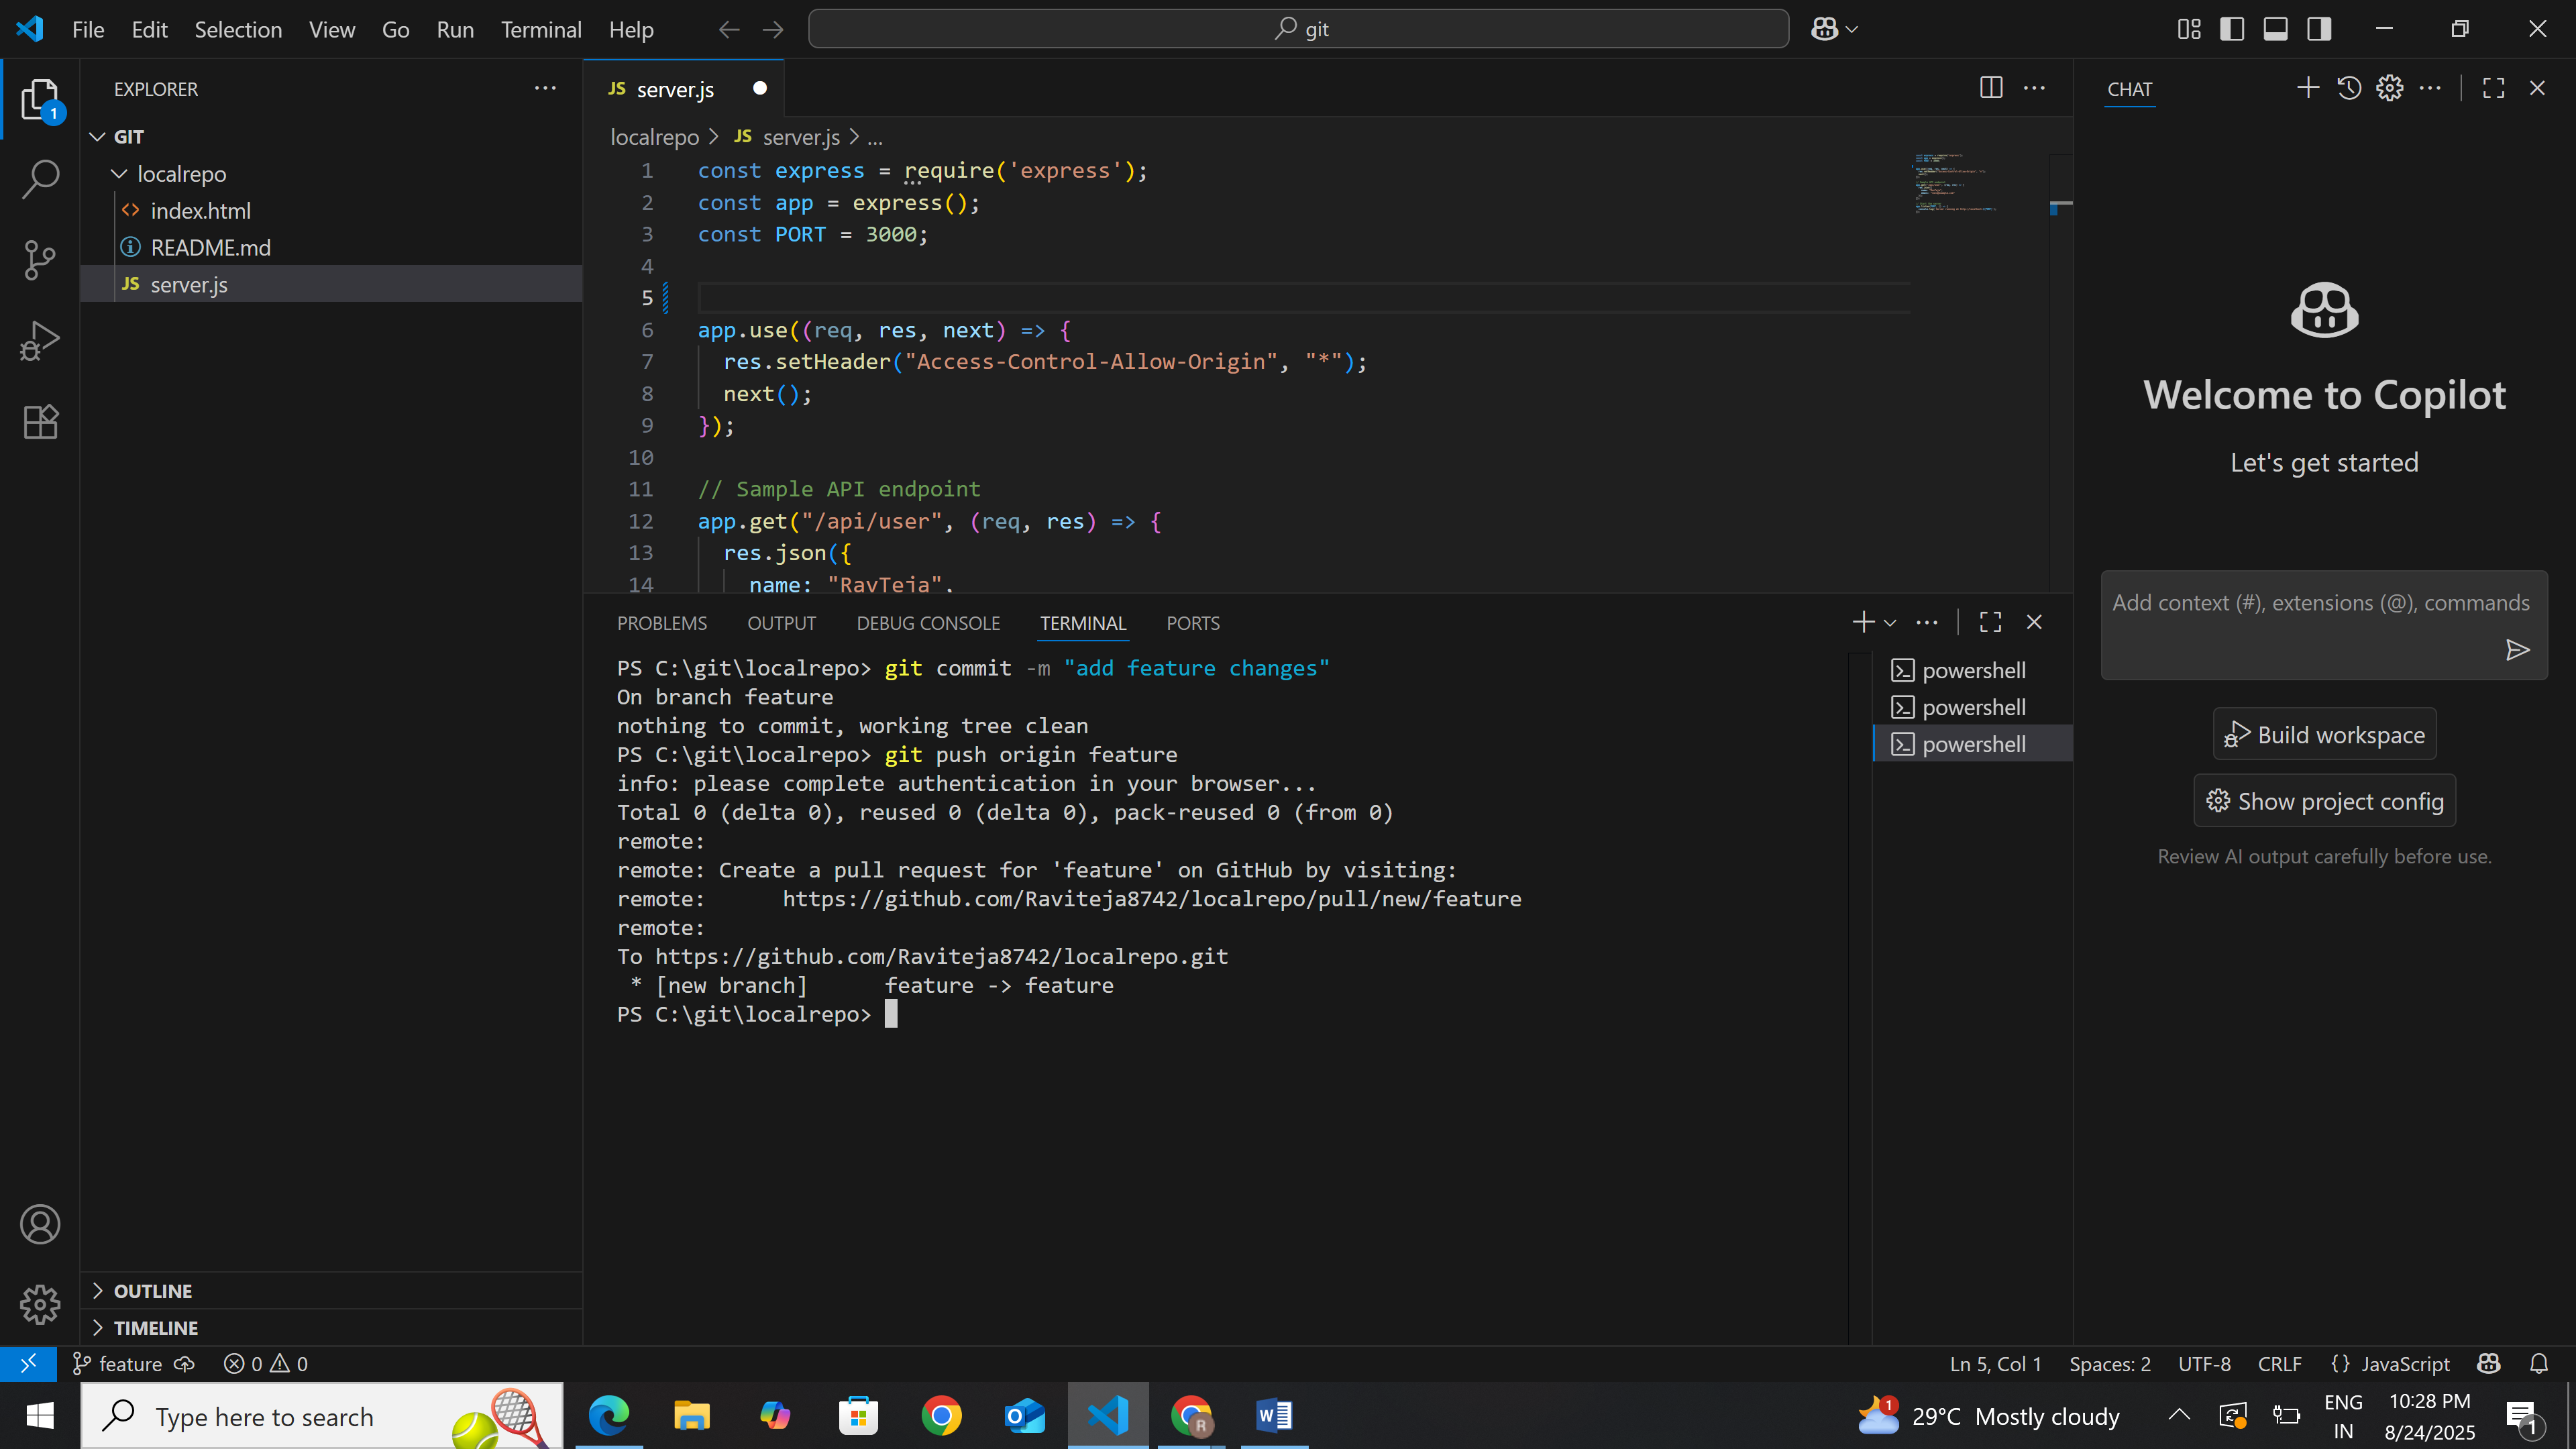 File Edit Selection View Go Run Terminal Help
git
EXPLORER
1
GIT
localrepo
index.html
README.md
JS server.js
OUTLINE
TIMELINE
JS server.js
localrepo > JS server.js > ...
1 const express = require('express');
2 const app = express();
3 const PORT = 3000;
4
5
6 app.use((req, res, next) => {
7 res.setHeader("Access-Control-Allow-Origin", "*");
8 next();
9 });
10
11 // Sample API endpoint
12 app.get("/api/user", (req, res) => {
13 res.json({
14 name: "RavTeja",
PROBLEMS OUTPUT DEBUG CONSOLE TERMINAL PORTS
PS C:\git\localrepo> git commit -m "add feature changes"
On branch feature
nothing to commit, working tree clean
PS C:\git\localrepo> git push origin feature
info: please complete authentication in your browser...
Total 0 (delta 0), reused 0 (delta 0), pack-reused 0 (from 0)
remote:
remote: Create a pull request for 'feature' on GitHub by visiting:
remote:      https://github.com/Raviteja8742/localrepo/pull/new/feature
remote:
To https://github.com/Raviteja8742/localrepo.git
 * [new branch]      feature -> feature
PS C:\git\localrepo>
powershell
powershell
powershell
CHAT
Welcome to Copilot
Let's get started
Add context (#), extensions (@), commands
Build workspace
Show project config
Review AI output carefully before use.
feature 0 0
Ln 5, Col 1 Spaces: 2 UTF-8 CRLF {} JavaScript
Type here to search
1
29°C Mostly cloudy
ENG
IN
10:28 PM
8/24/2025
1